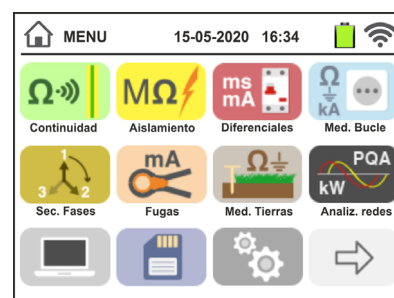 MENU 15-05-2020 16:34
Ω MΩ ms mA Ω kA
Continuidad Aislamiento Diferenciales Med. Bucle
1 2 3 mA Ω PQA kW
Sec. Fases Fugas Med. Tierras Analiz. redes